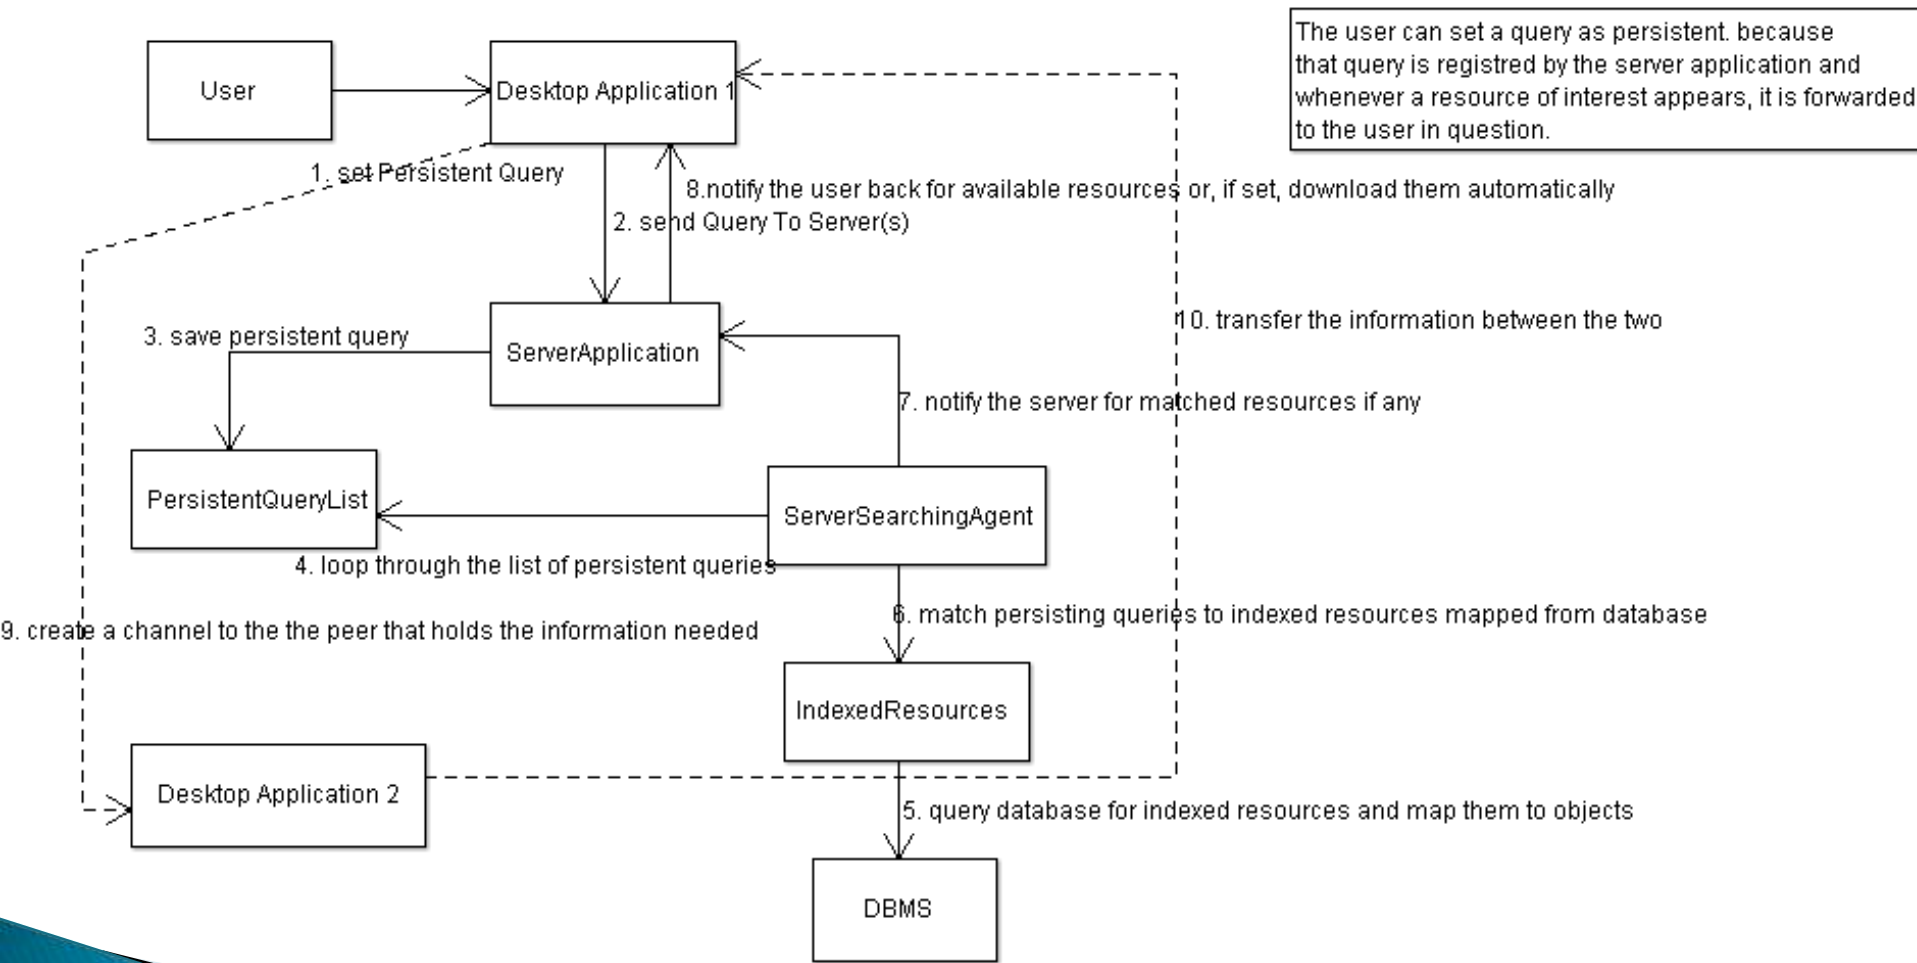 The user can set a query as persistent. because
that query is registred by the server application and
whenever a resource of interest appears, it is forwarded
to the user in question.
User
Desktop Application 1
1. set Persistent Query
8.notify the user back for available resources or, if set, download them automatically
2. send Query To Server(s)
10. transfer the information between the two
3. save persistent query
ServerApplication
7. notify the server for matched resources if any
PersistentQueryList
ServerSearchingAgent
4. loop through the list of persistent queries
6. match persisting queries to indexed resources mapped from database
9. create a channel to the the peer that holds the information needed
IndexedResources
Desktop Application 2
5. query database for indexed resources and map them to objects
DBMS